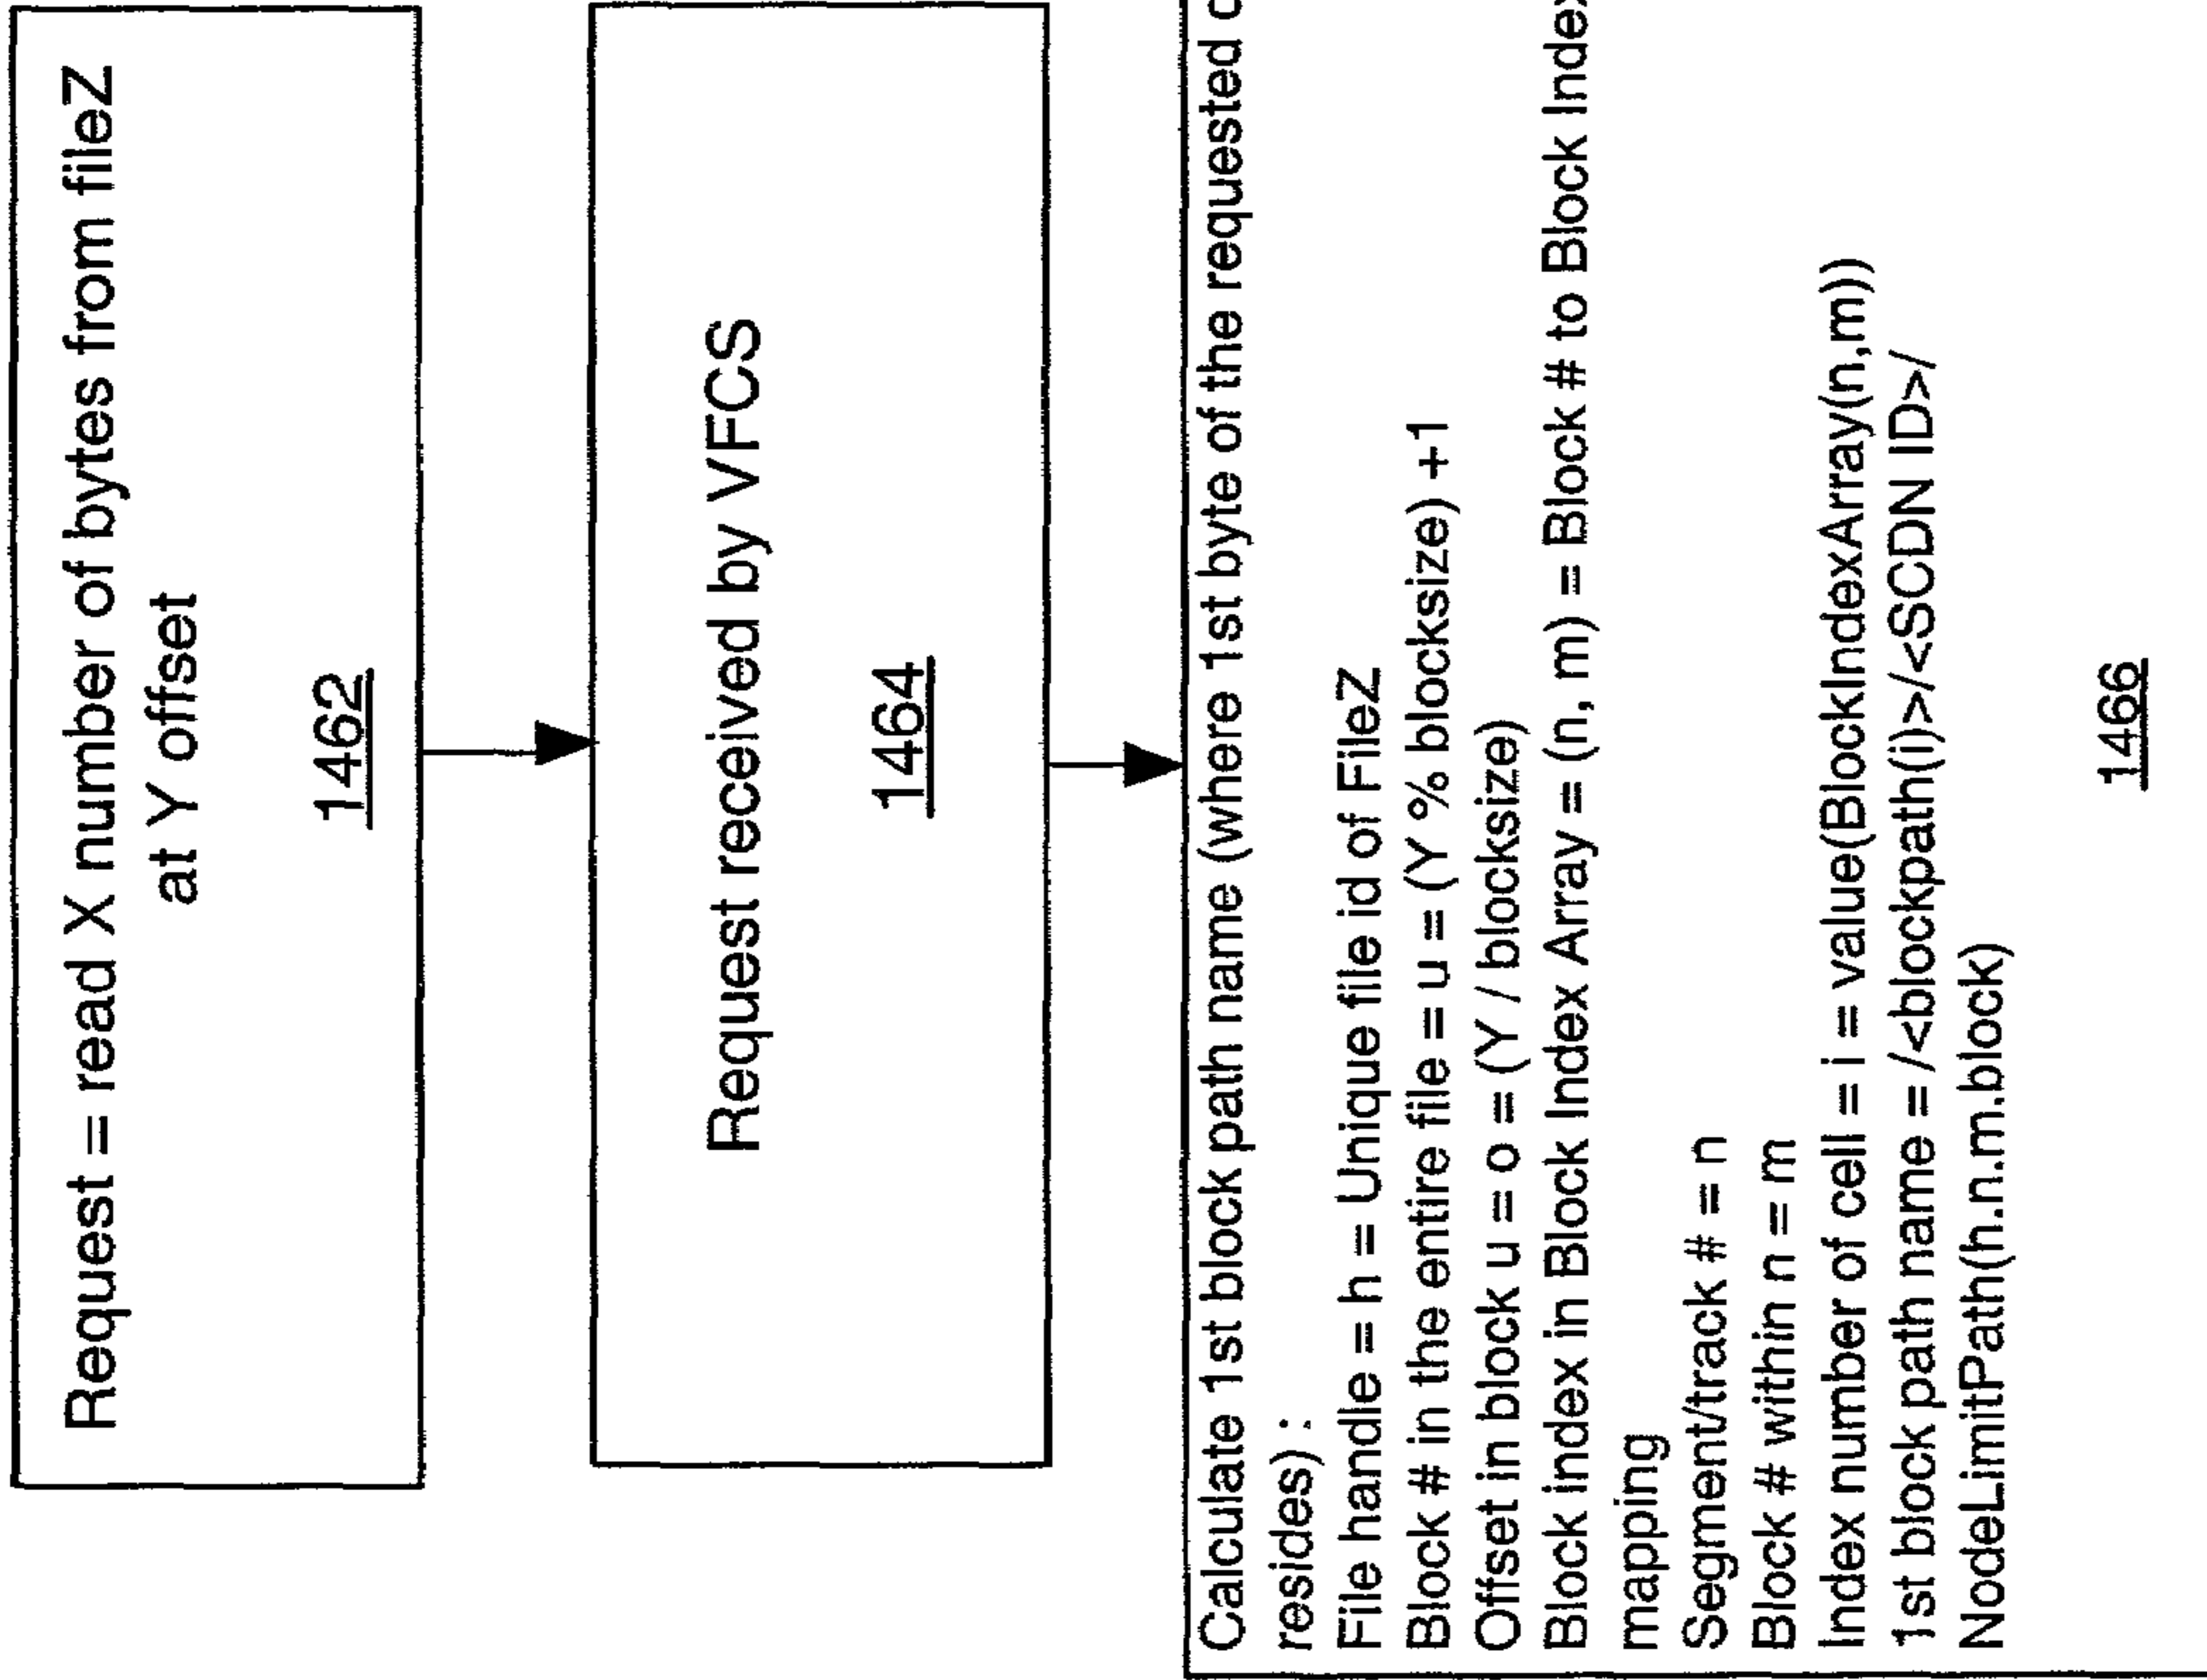 Request = read X number of bytes from fileZ
at Y offset
1462
Request received by VFCS
1464
Calculate 1st block path name (where 1st byte of the requested
resides) :
File handle = h = Unique file id of FileZ
Block # in the entire file = u = (Y % blocksize) +1
Offset in block u = o = (Y / blocksize)
Block index in Block Index Array = (n, m) = Block # to Block Index
mapping
Segment/track # = n
Block # within n = m
Index number of cell = i = value(BlockIndexArray(n,m))
1st block path name = /<blockpath(i)>/<SCDN ID>/
NodeLimitPath(h.n.m.block)
1466